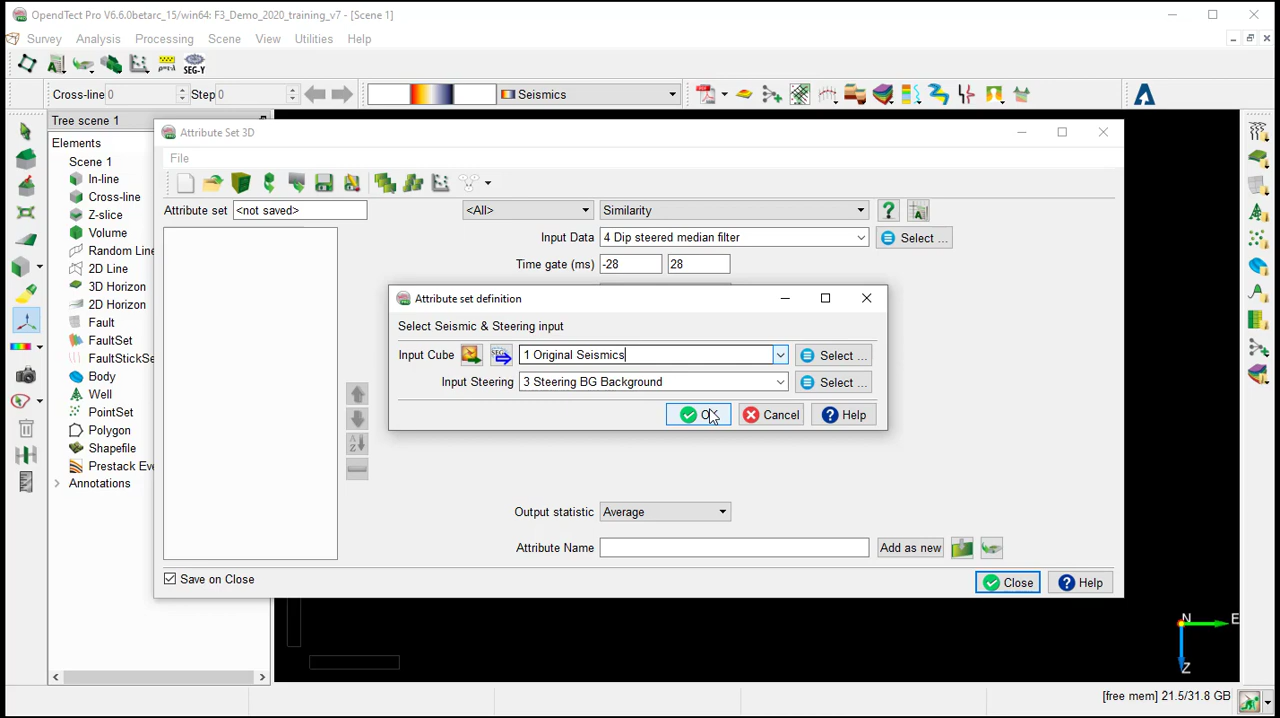 OpendTect Pro V6.6.0betarc_15/win64: F3_Demo_2020_training_v7 - [Scene 1]
Survey Analysis Processing Scene View Utilities Help
SEG-Y
Cross-line 0 Step 0 Seismics
Tree scene 1
Elements
Scene 1
In-line
Cross-line
Z-slice
Volume
Random Line
2D Line
3D Horizon
2D Horizon
Fault
FaultSet
FaultStickSe
Body
Well
PointSet
Polygon
Shapefile
Prestack Eve
Annotations
Attribute Set 3D
File
Attribute set <not saved> <All> Similarity
Input Data 4 Dip steered median filter Select ...
Time gate (ms) -28 28
Attribute set definition
Select Seismic & Steering input
Input Cube 1 Original Seismics Select ...
Input Steering 3 Steering BG Background Select ...
Cancel Help
Output statistic Average
Attribute Name Add as new
Save on Close
Close Help
N E
Z
[free mem] 21.5/31.8 GB